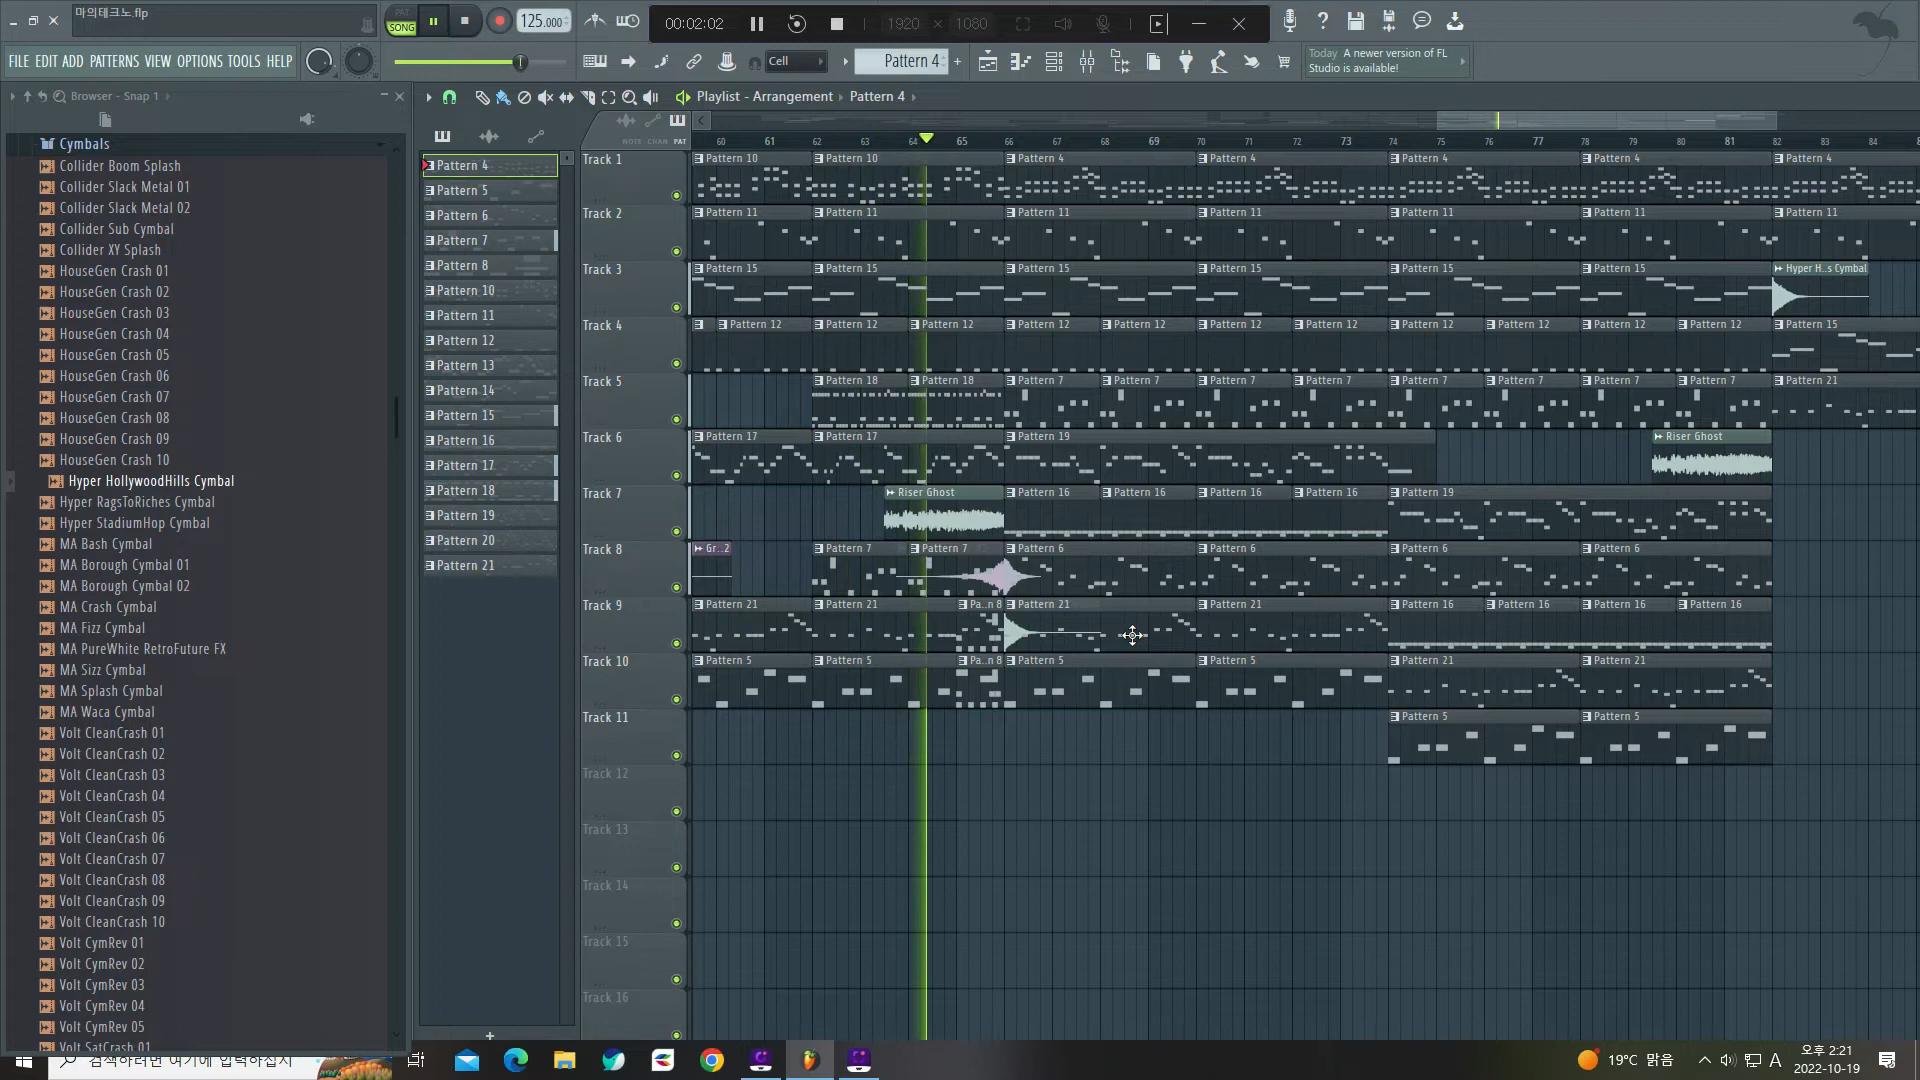 마의테크노.flp
PAT
SONG
125.000
00:02:02
1920 × 1080
FILE EDIT ADD PATTERNS VIEW OPTIONS TOOLS HELP
Cell
Pattern 4
Today A newer version of FL
Studio is available!
Browser - Snap 1
Playlist - Arrangement › Pattern 4 ›
NOTE CHAN PAT
60 61 62 63 64 65 66 67 68 69 70 71 72 73 74 75 76 77 78 79 80 81 82 83 84
Cymbals
Collider Boom Splash
Collider Slack Metal 01
Collider Slack Metal 02
Collider Sub Cymbal
Collider XY Splash
HouseGen Crash 01
HouseGen Crash 02
HouseGen Crash 03
HouseGen Crash 04
HouseGen Crash 05
HouseGen Crash 06
HouseGen Crash 07
HouseGen Crash 08
HouseGen Crash 09
HouseGen Crash 10
Hyper HollywoodHills Cymbal
Hyper RagsToRiches Cymbal
Hyper StadiumHop Cymbal
MA Bash Cymbal
MA Borough Cymbal 01
MA Borough Cymbal 02
MA Crash Cymbal
MA Fizz Cymbal
MA PureWhite RetroFuture FX
MA Sizz Cymbal
MA Splash Cymbal
MA Waca Cymbal
Volt CleanCrash 01
Volt CleanCrash 02
Volt CleanCrash 03
Volt CleanCrash 04
Volt CleanCrash 05
Volt CleanCrash 06
Volt CleanCrash 07
Volt CleanCrash 08
Volt CleanCrash 09
Volt CleanCrash 10
Volt CymRev 01
Volt CymRev 02
Volt CymRev 03
Volt CymRev 04
Volt CymRev 05
Volt SatCrash 01
Pattern 4
Pattern 5
Pattern 6
Pattern 7
Pattern 8
Pattern 10
Pattern 11
Pattern 12
Pattern 13
Pattern 14
Pattern 15
Pattern 16
Pattern 17
Pattern 18
Pattern 19
Pattern 20
Pattern 21
Track 1 Pattern 10 Pattern 10 Pattern 4 Pattern 4 Pattern 4 Pattern 4 Pattern 4
Track 2 Pattern 11 Pattern 11 Pattern 11 Pattern 11 Pattern 11 Pattern 11 Pattern 11
Track 3 Pattern 15 Pattern 15 Pattern 15 Pattern 15 Pattern 15 Pattern 15 Hyper H..s Cymbal
Track 4 Pattern 12 Pattern 12 Pattern 12 Pattern 12 Pattern 12 Pattern 12 Pattern 12 Pattern 12 Pattern 12 Pattern 12 Pattern 12 Pattern 15
Track 5 Pattern 18 Pattern 18 Pattern 7 Pattern 7 Pattern 7 Pattern 7 Pattern 7 Pattern 7 Pattern 7 Pattern 7 Pattern 21
Track 6 Pattern 17 Pattern 17 Pattern 19 Riser Ghost
Track 7 Riser Ghost Pattern 16 Pattern 16 Pattern 16 Pattern 16 Pattern 19
Track 8 Gr..2 Pattern 7 Pattern 7 Pattern 6 Pattern 6 Pattern 6 Pattern 6
Track 9 Pattern 21 Pattern 21 Pa..n 8 Pattern 21 Pattern 21 Pattern 16 Pattern 16 Pattern 16 Pattern 16
Track 10 Pattern 5 Pattern 5 Pa..n 8 Pattern 5 Pattern 5 Pattern 21 Pattern 21
Track 11 Pattern 5 Pattern 5
Track 12
Track 13
Track 14
Track 15
Track 16
검색하려면 여기에 입력하십시
19°C 맑음
A
오후 2:21
2022-10-19